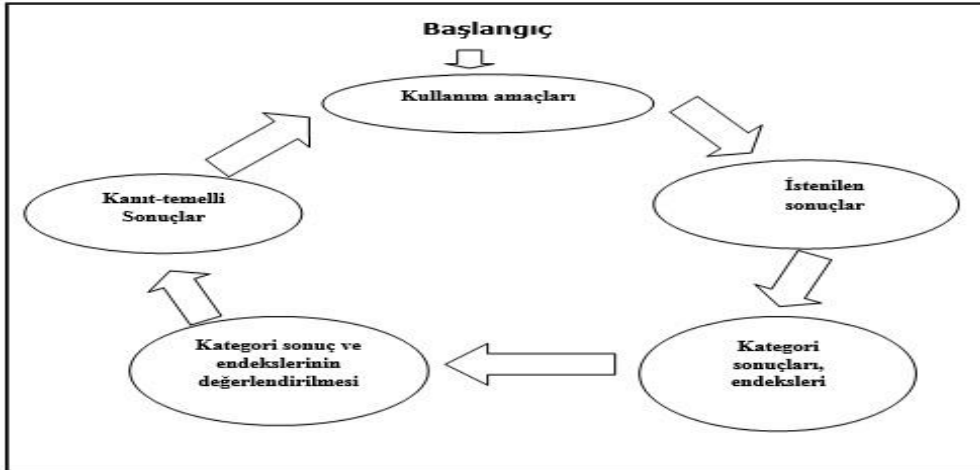 Başlangıç
Kullanım amaçları
İstenilen
sonuçlar
Kategori
sonuçları,
endeksleri
Kategori sonuç ve
endekslerinin
değerlendirilmesi
Kanıt-temelli
Sonuçlar